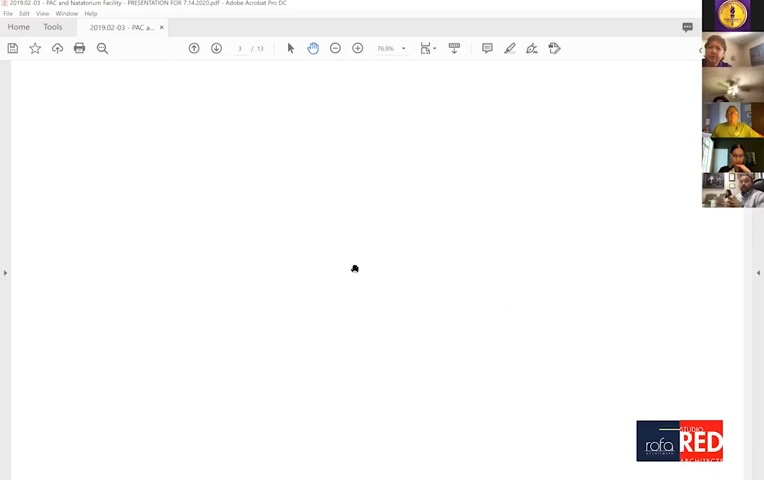 2019.02-03 - PAC and Natatorium Facility - PRESENTATION FOR 7.14.2020.pdf - Adobe Acrobat Pro DC
File Edit View Window Help
Home Tools 2019.02-03 - PAC a... ×
3 / 13 76.8%
STUDIO
rofa RED
ARCHITECTS